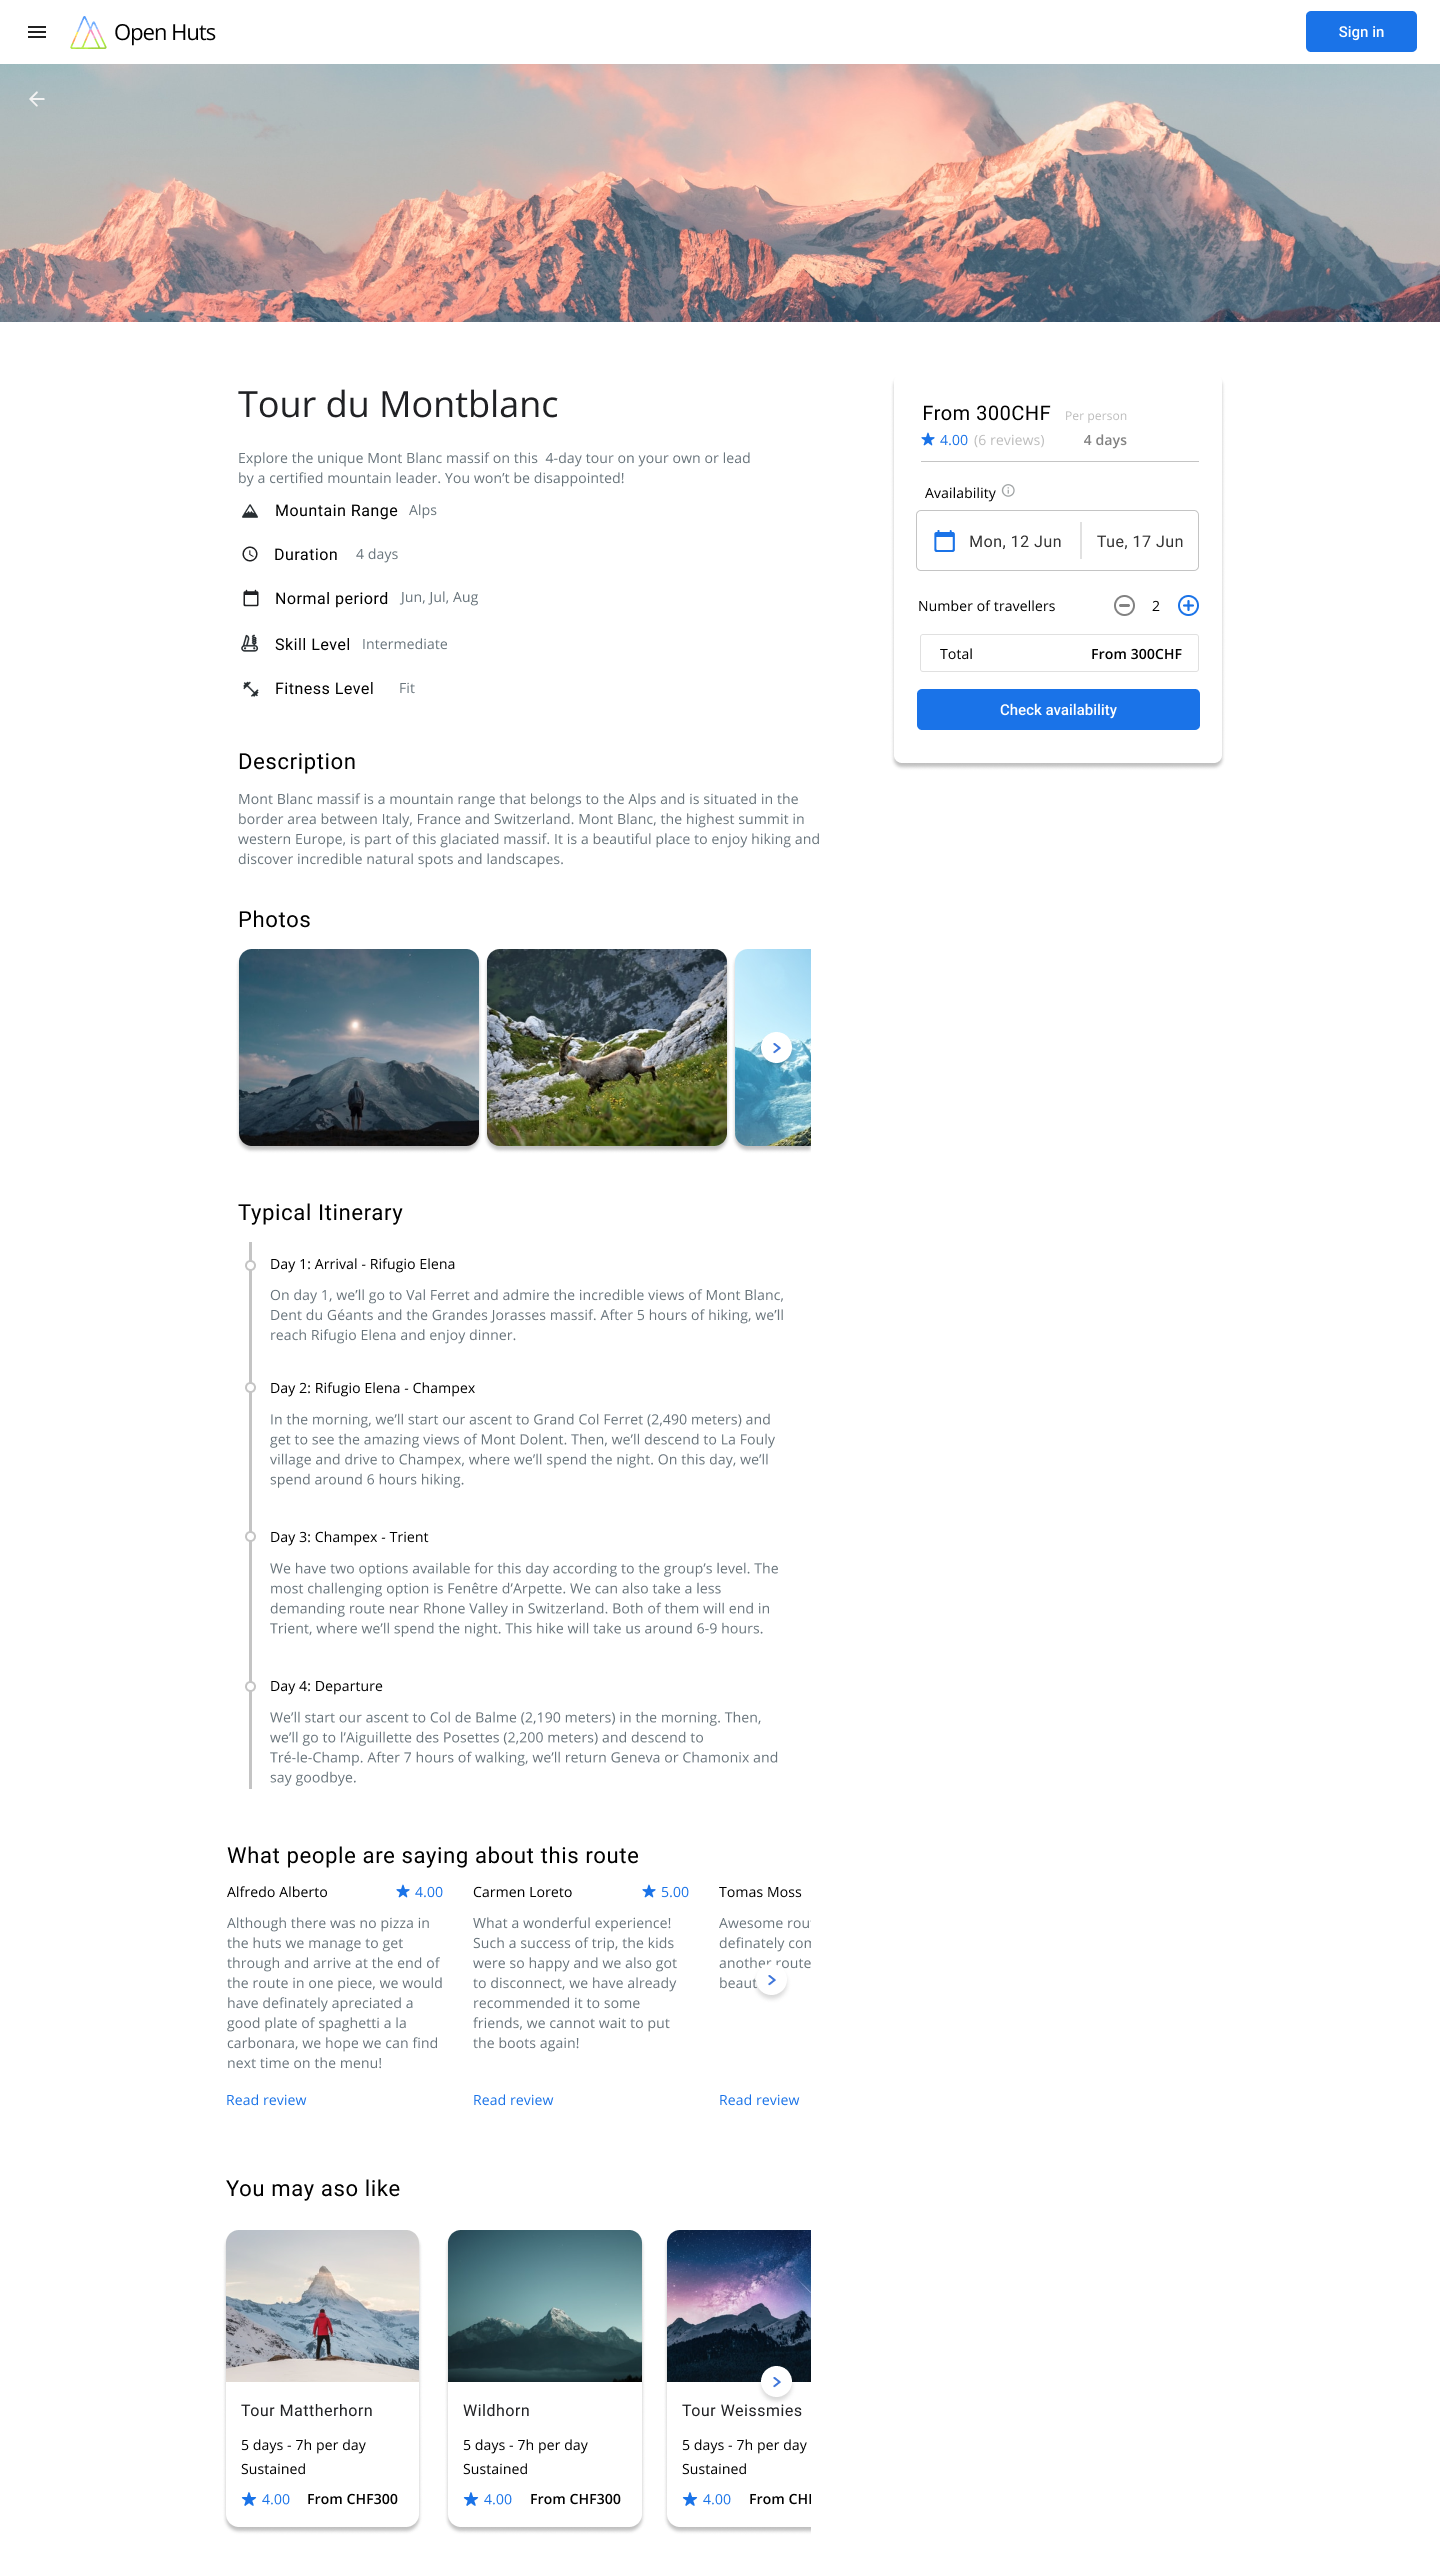 Open Huts
Sign in
Tour du Montblanc
Explore the unique Mont Blanc massif on this  4-day tour on your own or lead
by a certified mountain leader. You won’t be disappointed!
Mountain Range Alps
Duration 4 days
Normal periord Jun, Jul, Aug
Skill Level Intermediate
Fitness Level Fit
From 300CHF Per person
4.00 (6 reviews) 4 days
Availability
Mon, 12 Jun Tue, 17 Jun
Number of travellers 2
Total From 300CHF
Check availability
Description
Mont Blanc massif is a mountain range that belongs to the Alps and is situated in the
border area between Italy, France and Switzerland. Mont Blanc, the highest summit in
western Europe, is part of this glaciated massif. It is a beautiful place to enjoy hiking and
discover incredible natural spots and landscapes.
Photos
Typical Itinerary
Day 1: Arrival - Rifugio Elena
On day 1, we’ll go to Val Ferret and admire the incredible views of Mont Blanc,
Dent du Géants and the Grandes Jorasses massif. After 5 hours of hiking, we’ll
reach Rifugio Elena and enjoy dinner.
Day 2: Rifugio Elena - Champex
In the morning, we’ll start our ascent to Grand Col Ferret (2,490 meters) and
get to see the amazing views of Mont Dolent. Then, we’ll descend to La Fouly
village and drive to Champex, where we’ll spend the night. On this day, we’ll
spend around 6 hours hiking.
Day 3: Champex - Trient
We have two options available for this day according to the group’s level. The
most challenging option is Fenêtre d’Arpette. We can also take a less
demanding route near Rhone Valley in Switzerland. Both of them will end in
Trient, where we’ll spend the night. This hike will take us around 6-9 hours.
Day 4: Departure
We’ll start our ascent to Col de Balme (2,190 meters) in the morning. Then,
we’ll go to l’Aiguillette des Posettes (2,200 meters) and descend to
Tré-le-Champ. After 7 hours of walking, we’ll return Geneva or Chamonix and
say goodbye.
What people are saying about this route
Alfredo Alberto 4.00
Although there was no pizza in
the huts we manage to get
through and arrive at the end of
the route in one piece, we would
have definately apreciated a
good plate of spaghetti a la
carbonara, we hope we can find
next time on the menu!
Read review
Carmen Loreto 5.00
What a wonderful experience!
Such a success of trip, the kids
were so happy and we also got
to disconnect, we have already
recommended it to some
friends, we cannot wait to put
the boots again!
Read review
Tomas Moss
Awesome rou
definately con
another route
beaut
Read review
You may aso like
Tour Mattherhorn
5 days - 7h per day
Sustained
4.00 From CHF300
Wildhorn
5 days - 7h per day
Sustained
4.00 From CHF300
Tour Weissmies
5 days - 7h per day
Sustained
4.00 From CHI